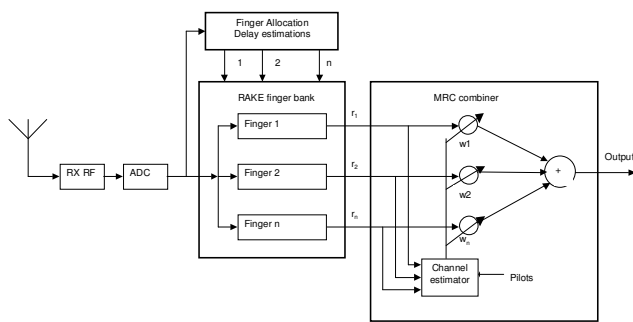 Finger Allocation
Delay estimations
1 2 n
RAKE finger bank
MRC combiner
Finger 1
r1
w1
RX RF
ADC
Finger 2
r2
w2
+
Output
Finger n
rn
wn
Channel
estimator
Pilots